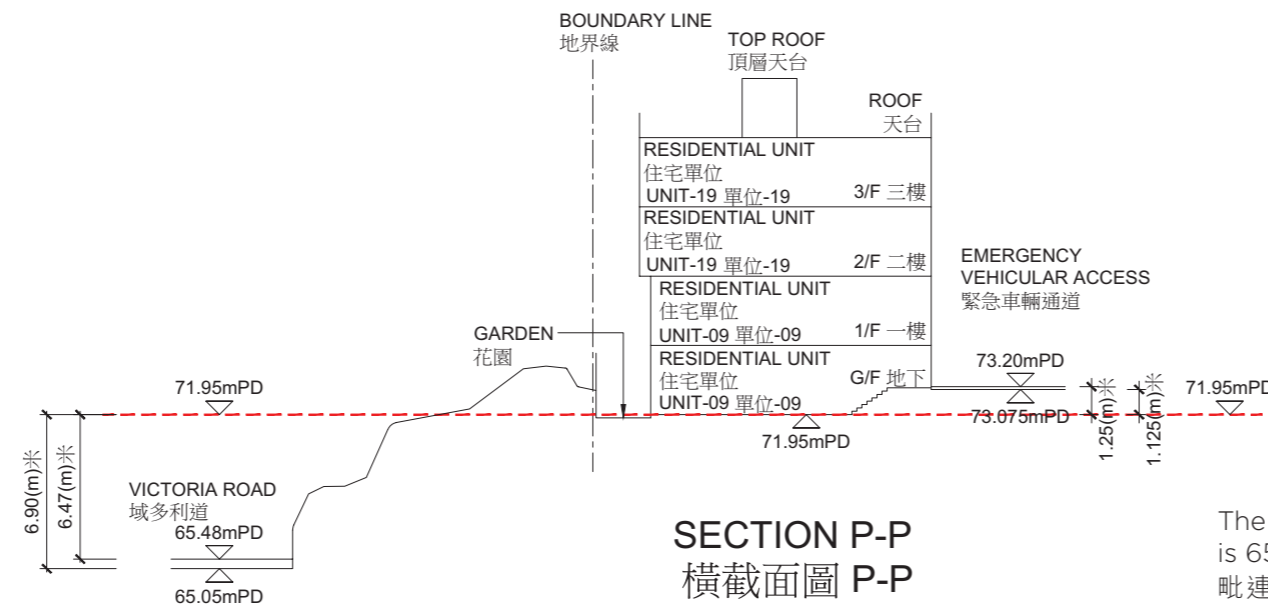 BOUNDARY LINE
地界線
TOP ROOF
頂層天台
ROOF
天台
RESIDENTIAL UNIT
住宅單位
UNIT-19 單位-19
3/F 三樓
RESIDENTIAL UNIT
住宅單位
UNIT-19 單位-19
2/F 二樓
RESIDENTIAL UNIT
住宅單位
UNIT-09 單位-09
1/F 一樓
RESIDENTIAL UNIT
住宅單位
UNIT-09 單位-09
G/F 地下
EMERGENCY
VEHICULAR ACCESS
緊急車輛通道
GARDEN
花園
71.95mPD
73.20mPD
73.075mPD
71.95mPD
71.95mPD
1.25(m)米
1.125(m)米
6.90(m)米
6.47(m)米
VICTORIA ROAD
域多利道
65.48mPD
65.05mPD
SECTION P-P
橫截面圖 P-P
The
is 65
毗連